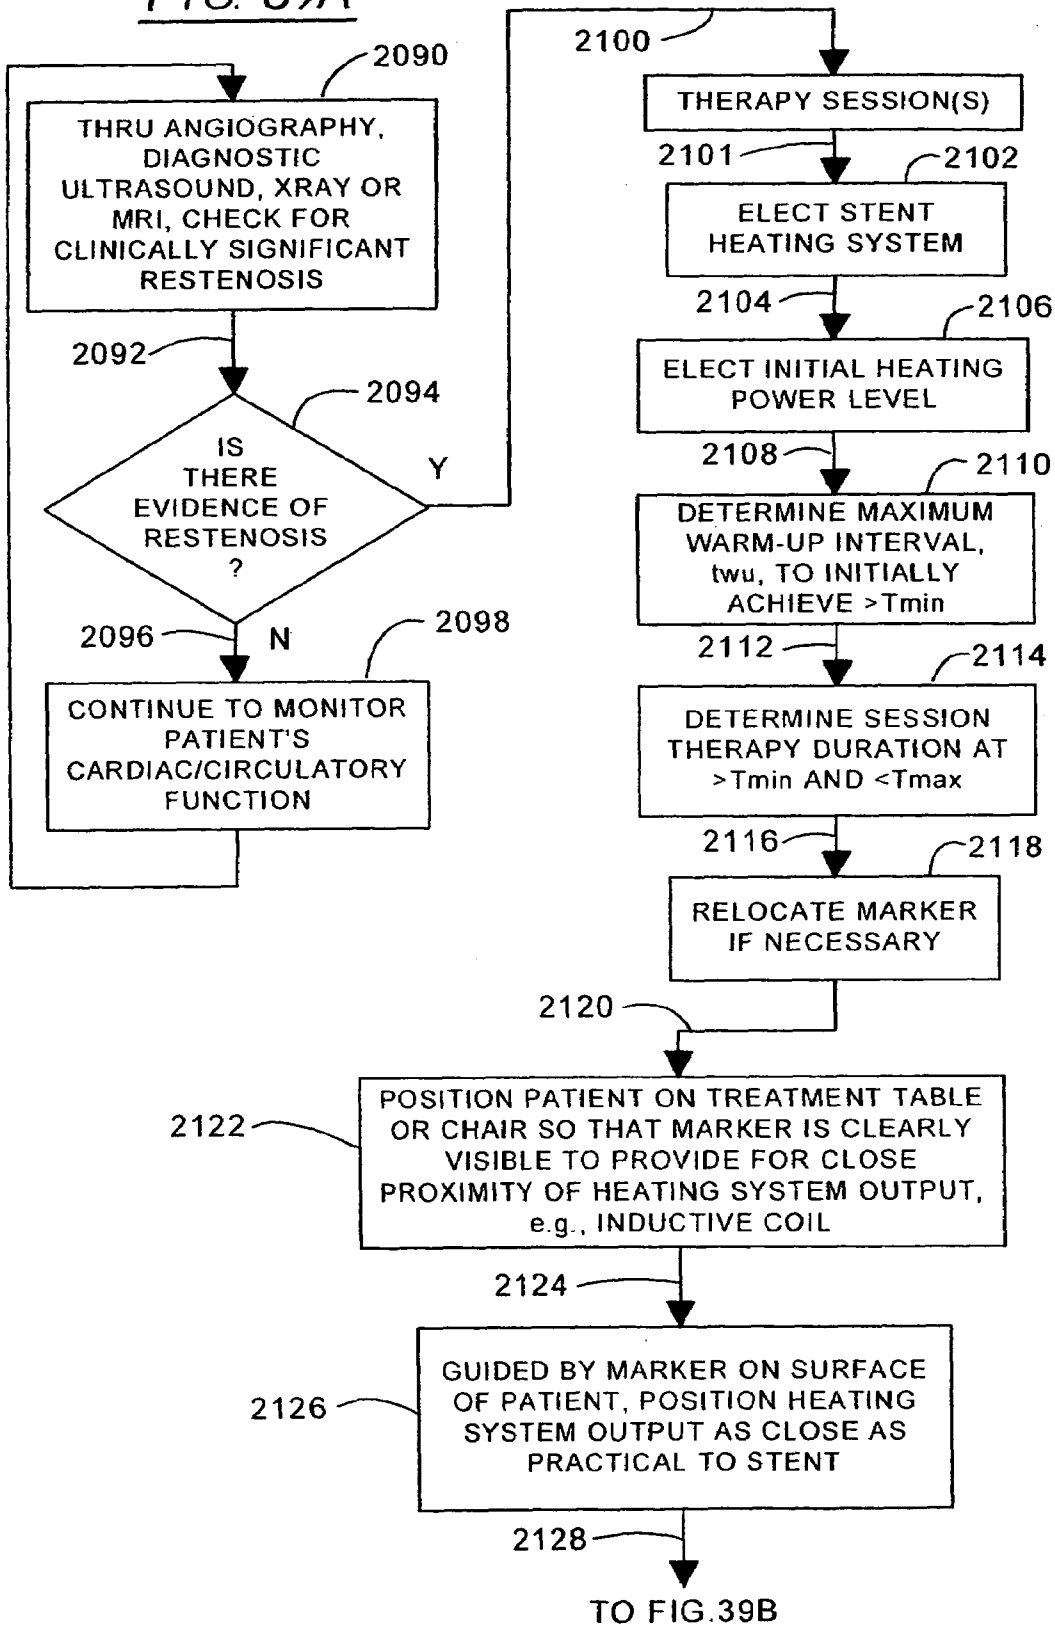 2090
THRU ANGIOGRAPHY,
DIAGNOSTIC
ULTRASOUND, XRAY OR
MRI, CHECK FOR
CLINICALLY SIGNIFICANT
RESTENOSIS
2092
2094
IS
THERE
EVIDENCE OF
RESTENOSIS
?
Y
2096
N
2098
CONTINUE TO MONITOR
PATIENT'S
CARDIAC/CIRCULATORY
FUNCTION
2100
THERAPY SESSION(S)
2101
2102
ELECT STENT
HEATING SYSTEM
2104
2106
ELECT INITIAL HEATING
POWER LEVEL
2108
2110
DETERMINE MAXIMUM
WARM-UP INTERVAL,
twu, TO INITIALLY
ACHIEVE >Tmin
2112
2114
DETERMINE SESSION
THERAPY DURATION AT
>Tmin AND <Tmax
2116
2118
RELOCATE MARKER
IF NECESSARY
2120
2122
POSITION PATIENT ON TREATMENT TABLE
OR CHAIR SO THAT MARKER IS CLEARLY
VISIBLE TO PROVIDE FOR CLOSE
PROXIMITY OF HEATING SYSTEM OUTPUT,
e.g., INDUCTIVE COIL
2124
2126
GUIDED BY MARKER ON SURFACE
OF PATIENT, POSITION HEATING
SYSTEM OUTPUT AS CLOSE AS
PRACTICAL TO STENT
2128
TO FIG.39B